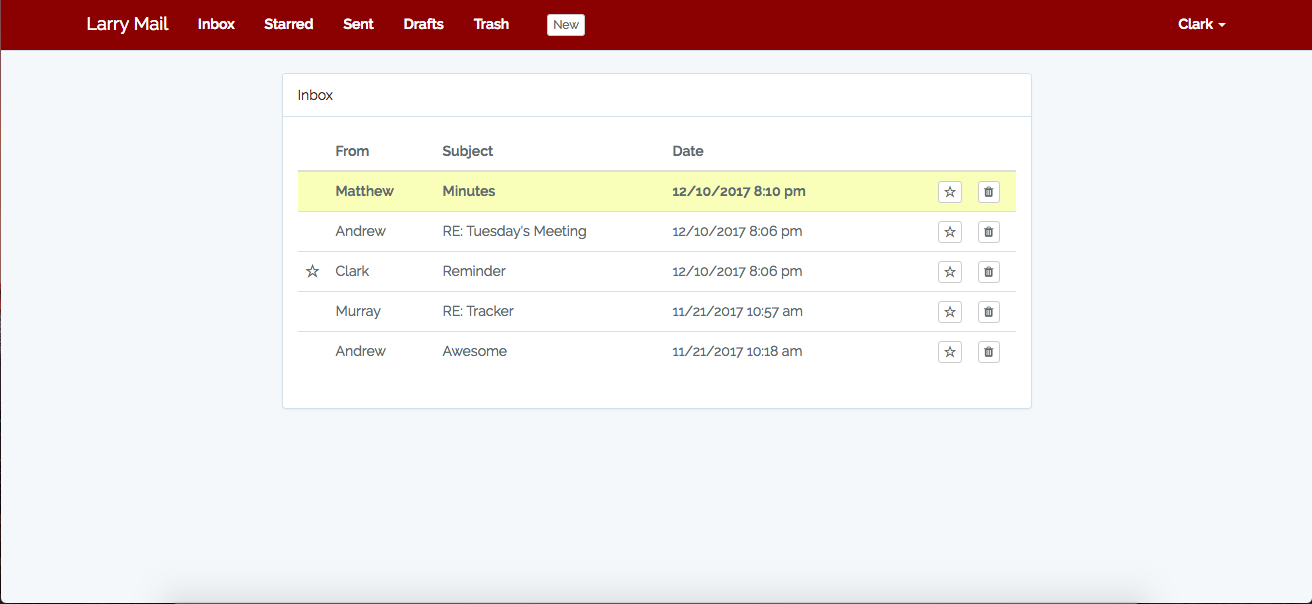 Larry Mail Inbox Starred Sent Drafts Trash New Clark
Inbox
From Subject Date
Matthew Minutes 12/10/2017 8:10 pm
Andrew RE: Tuesday's Meeting 12/10/2017 8:06 pm
Clark Reminder 12/10/2017 8:06 pm
Murray RE: Tracker 11/21/2017 10:57 am
Andrew Awesome 11/21/2017 10:18 am